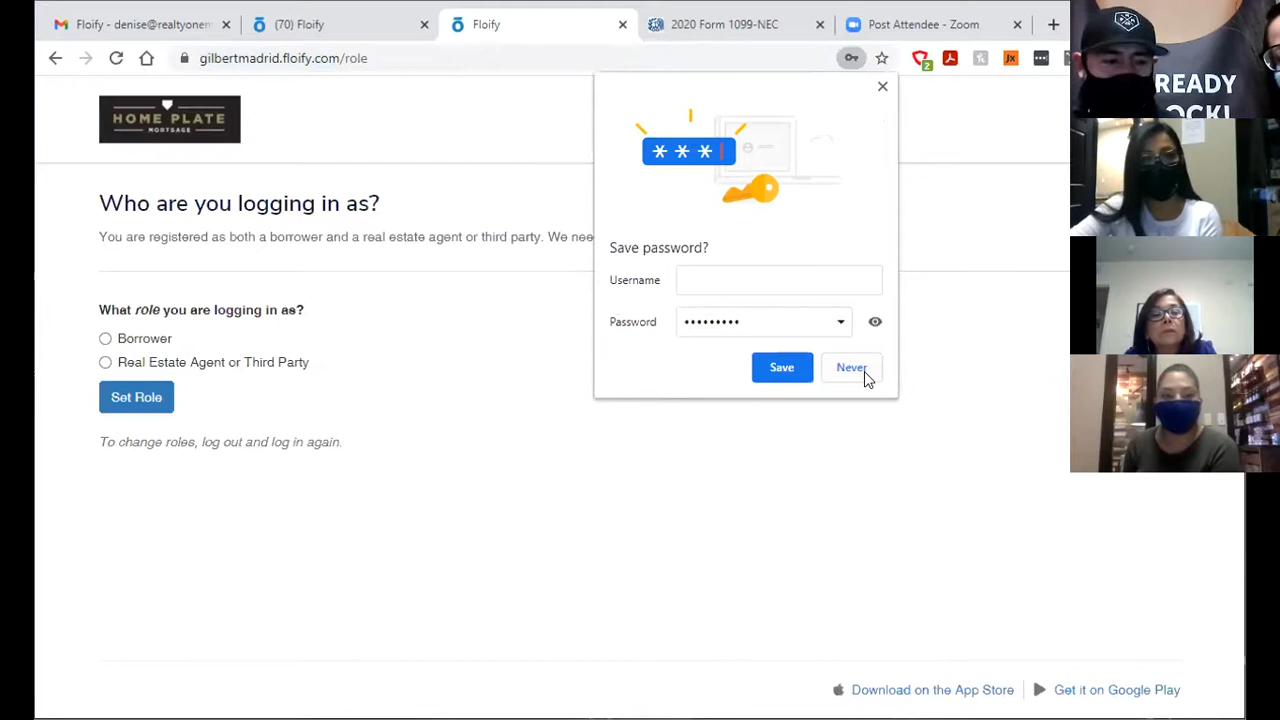 Floify - denise@realtyonen
(70) Floify
Floify
2020 Form 1099-NEC
Post Attendee - Zoom
gilbertmadrid.floify.com/role
2
Jx
HOME PLATE
MORTGAGE
Who are you logging in as?
You are registered as both a borrower and a real estate agent or third party. We nee
What role you are logging in as?
Borrower
Real Estate Agent or Third Party
Set Role
To change roles, log out and log in again.
* * *
Save password?
Username
Password
•••••••••
Save
Never
Download on the App Store
Get it on Google Play
READY
OCK!